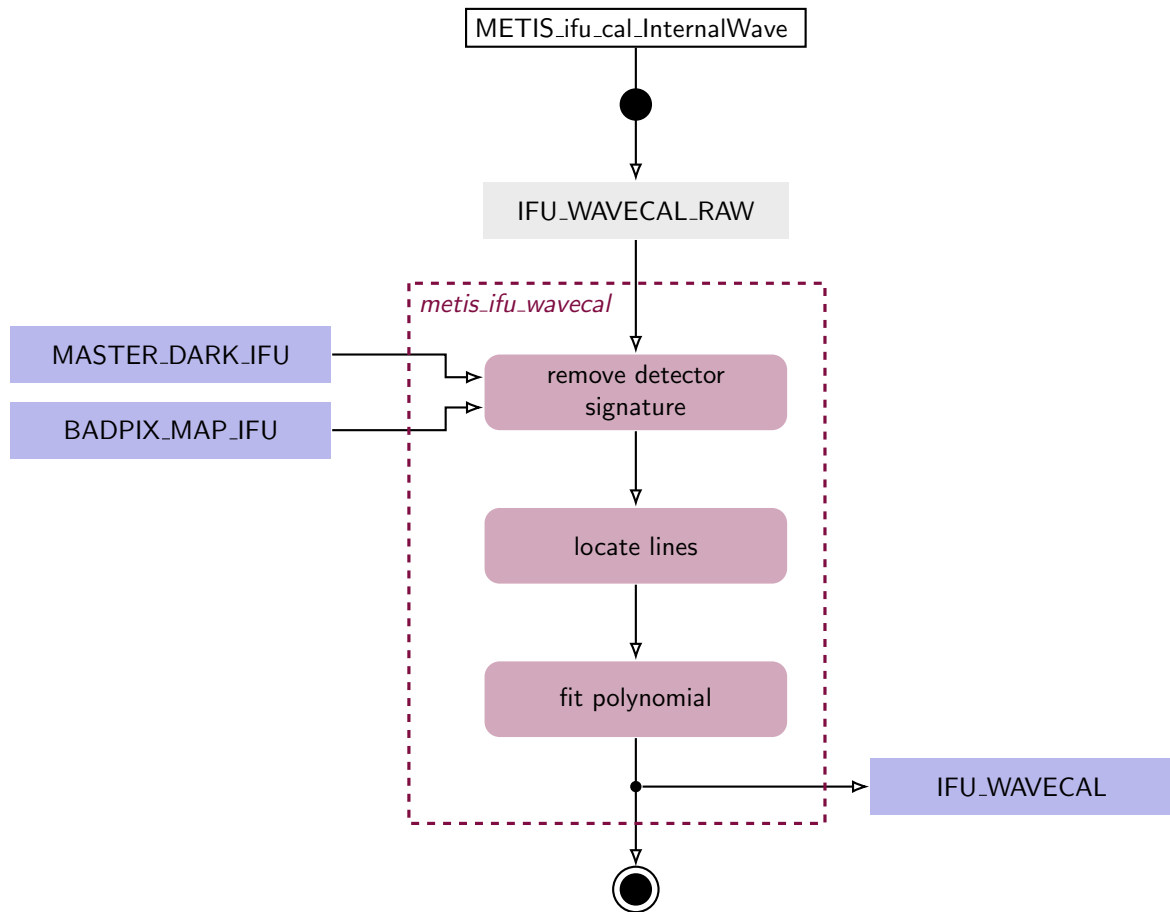 METIS_ifu_cal_InternalWave
IFU_WAVECAL_RAW
metis_ifu_wavecal
MASTER_DARK_IFU
BADPIX_MAP_IFU
remove detector
signature
locate lines
fit polynomial
IFU_WAVECAL